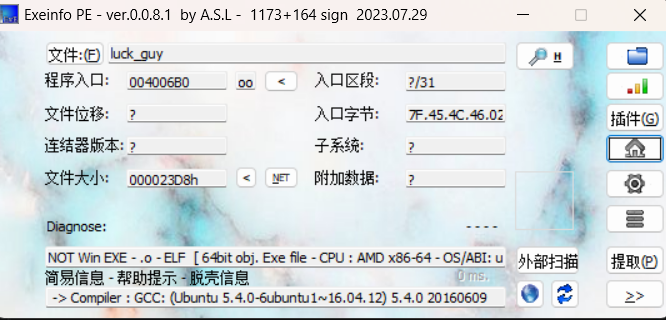 Exeinfo PE - ver.0.0.8.1 by A.S.L - 1173+164 sign 2023.07.29
文件:(F) luck_guy H
程序入口: 004006B0 oo < 入口区段: ?/31
文件位移: ? 入口字节: 7F.45.4C.46.02 插件(G)
连结器版本: ? 子系统: ?
文件大小: 000023D8h < NET 附加数据: ?
Diagnose: ----
NOT Win EXE - .o - ELF [ 64bit obj. Exe file - CPU : AMD x86-64 - OS/ABI: u 外部扫描 提取(P)
简易信息 - 帮助提示 - 脱壳信息 0 ms.
-> Compiler : GCC: (Ubuntu 5.4.0-6ubuntu1~16.04.12) 5.4.0 20160609 >>